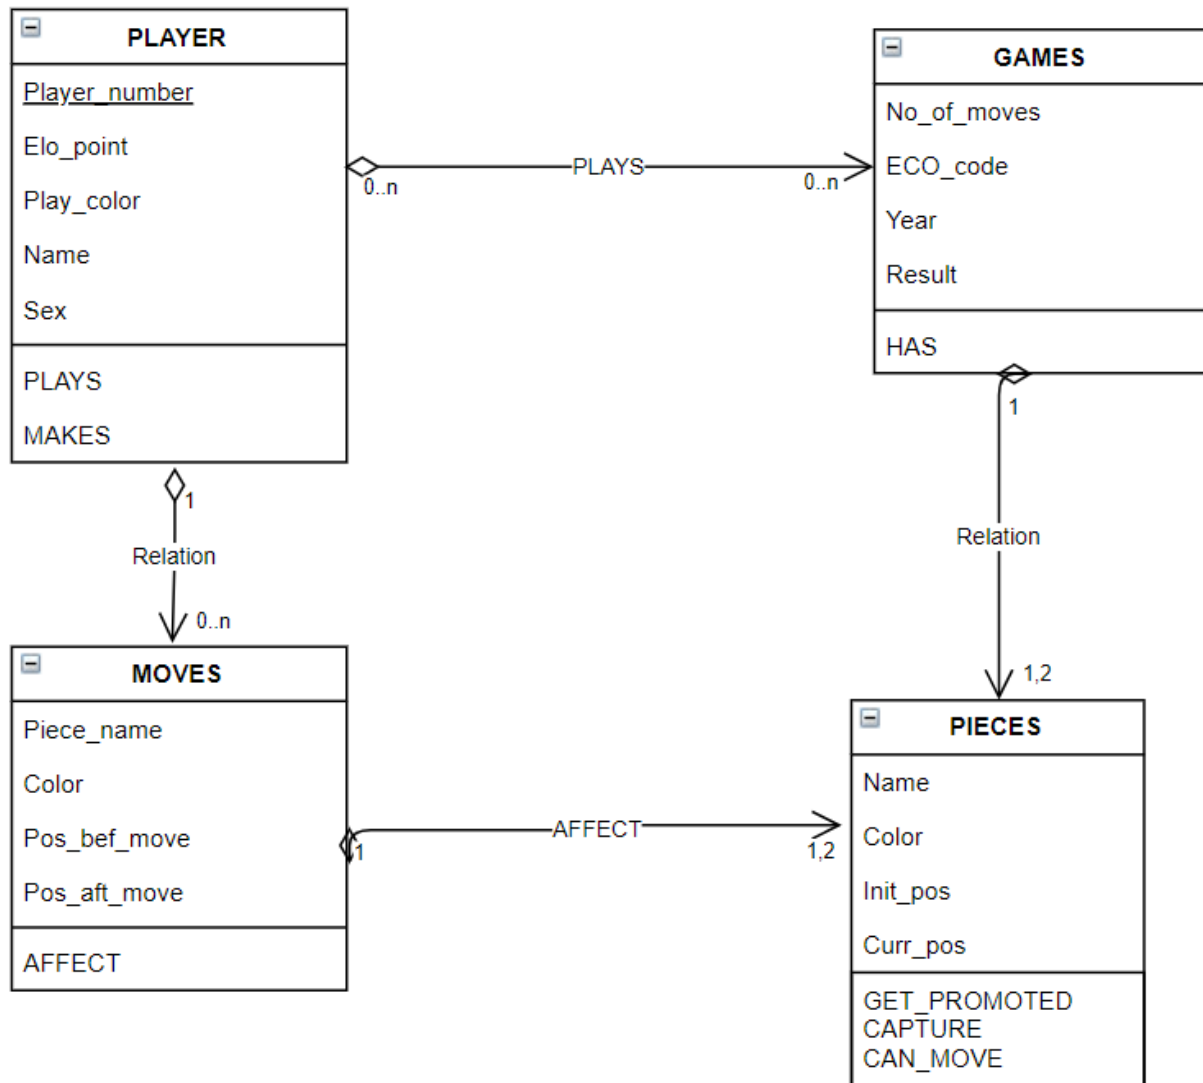 PLAYER
Player_number
Elo_point
Play_color
Name
Sex
PLAYS
MAKES
0..n
PLAYS
0..n
GAMES
No_of_moves
ECO_code
Year
Result
HAS
1
Relation
0..n
1
Relation
1,2
MOVES
Piece_name
Color
Pos_bef_move
Pos_aft_move
AFFECT
1
AFFECT
1,2
PIECES
Name
Color
Init_pos
Curr_pos
GET_PROMOTED
CAPTURE
CAN_MOVE